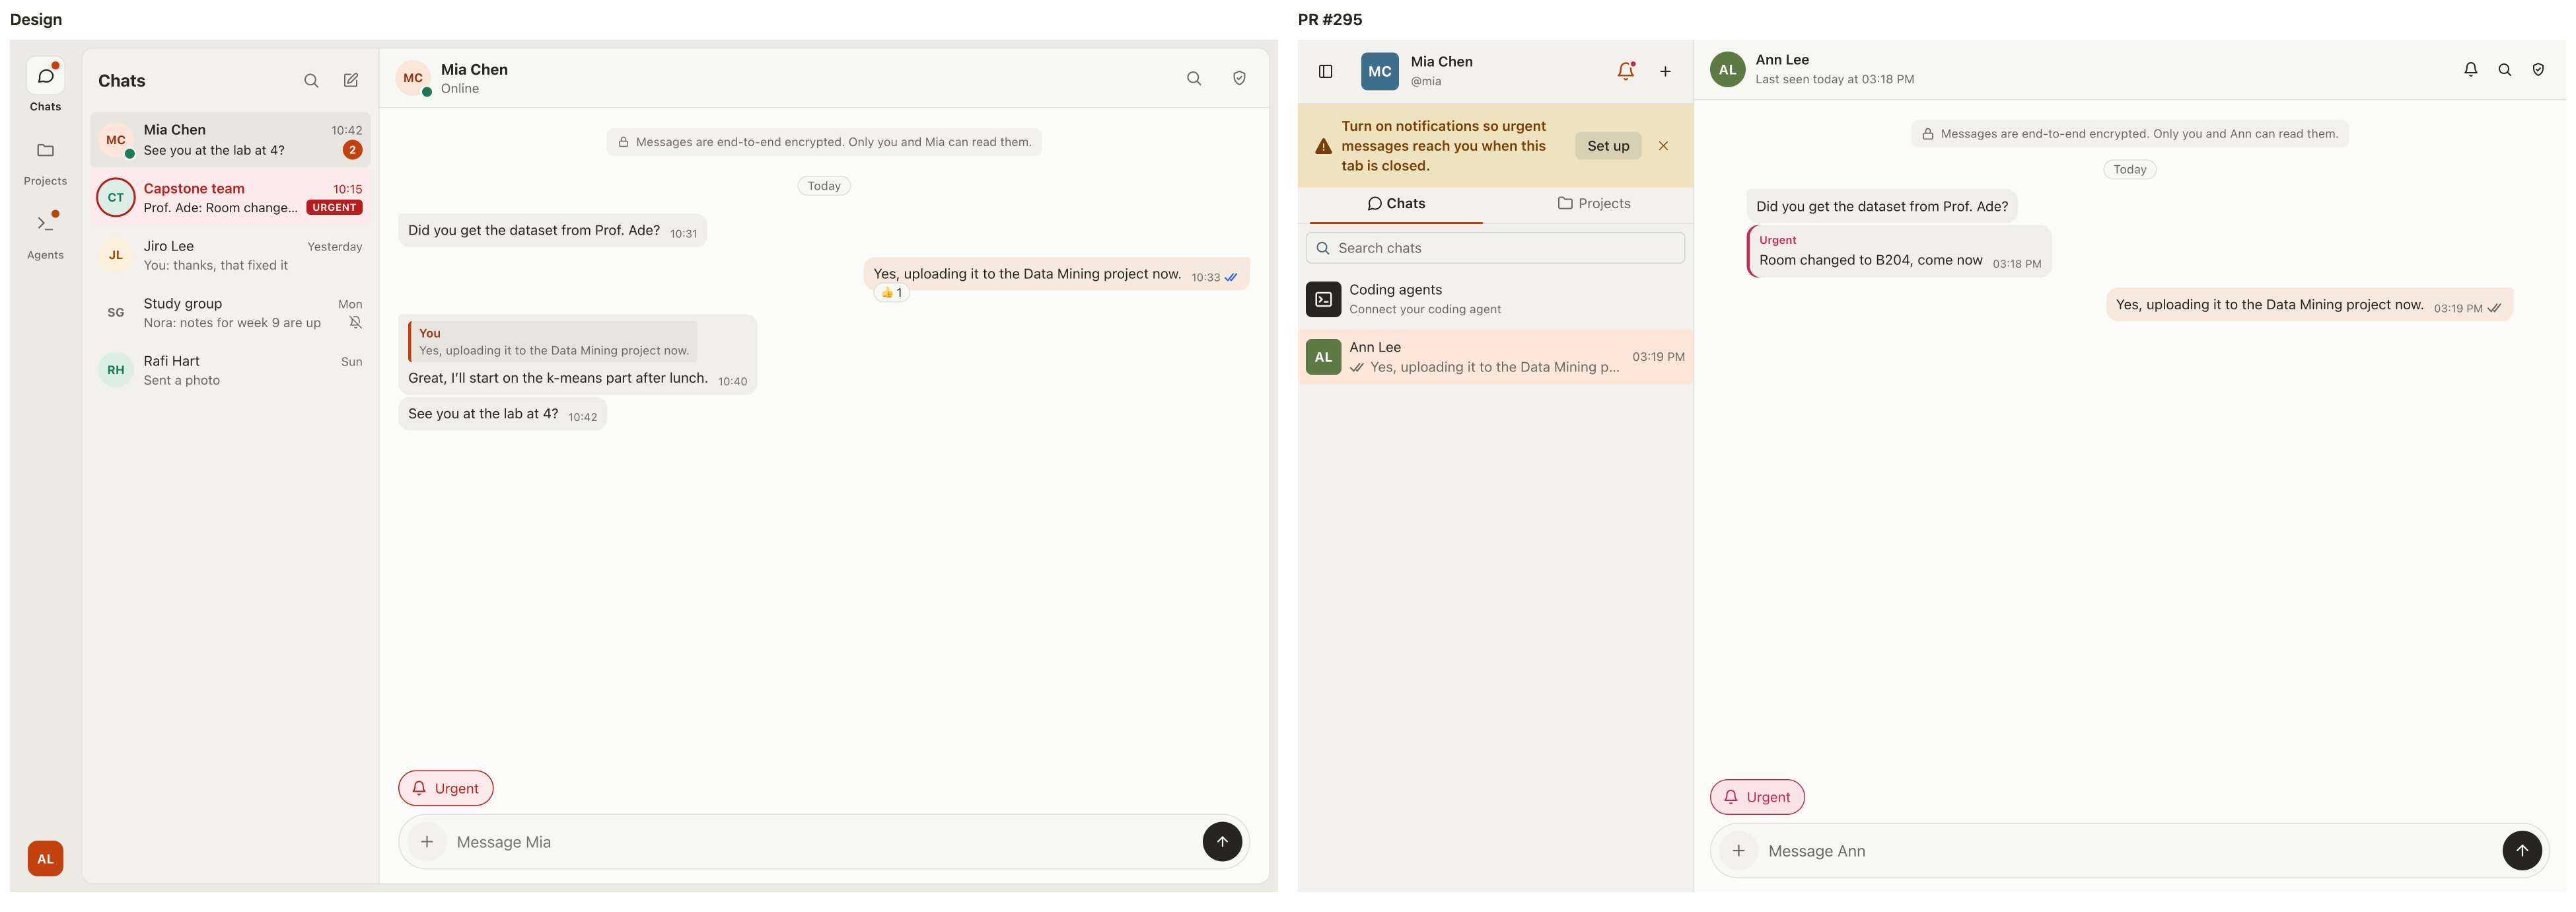 Design
Chats
Projects
Agents
AL
Chats
MC
Mia Chen
10:42
See you at the lab at 4?
2
CT
Capstone team
10:15
Prof. Ade: Room change...
URGENT
JL
Jiro Lee
Yesterday
You: thanks, that fixed it
SG
Study group
Mon
Nora: notes for week 9 are up
RH
Rafi Hart
Sun
Sent a photo
MC
Mia Chen
Online
Messages are end-to-end encrypted. Only you and Mia can read them.
Today
Did you get the dataset from Prof. Ade? 10:31
Yes, uploading it to the Data Mining project now. 10:33
👍 1
You
Yes, uploading it to the Data Mining project now.
Great, I’ll start on the k-means part after lunch. 10:40
See you at the lab at 4? 10:42
Urgent
Message Mia
PR #295
MC
Mia Chen
@mia
Turn on notifications so urgent
messages reach you when this
tab is closed.
Set up
Chats
Projects
Search chats
Coding agents
Connect your coding agent
AL
Ann Lee
03:19 PM
Yes, uploading it to the Data Mining p...
AL
Ann Lee
Last seen today at 03:18 PM
Messages are end-to-end encrypted. Only you and Ann can read them.
Today
Did you get the dataset from Prof. Ade?
Urgent
Room changed to B204, come now 03:18 PM
Yes, uploading it to the Data Mining project now. 03:19 PM
Urgent
Message Ann